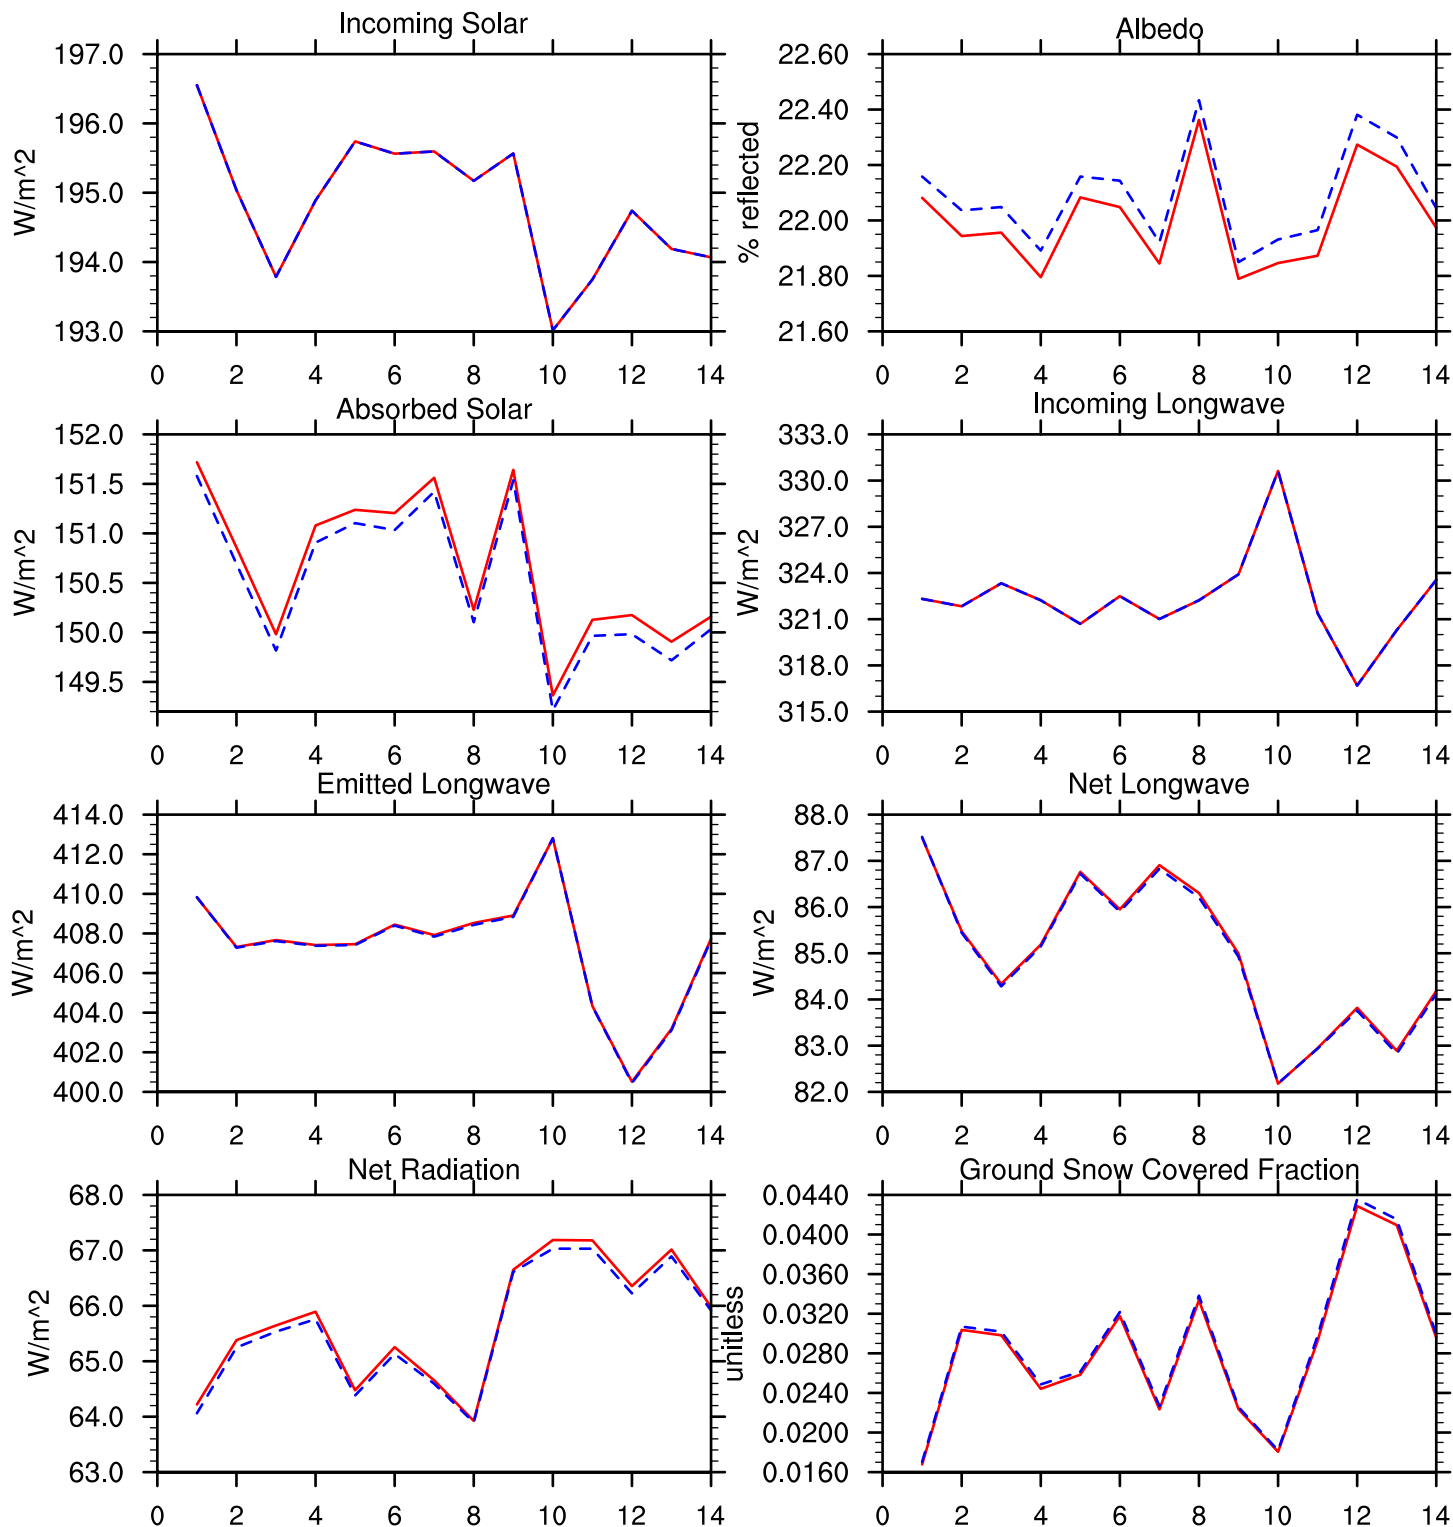 Incoming Solar
W/m^2
197.0
196.0
195.0
194.0
193.0
0 2 4 6 8 10 12 14
Albedo
% reflected
22.60
22.40
22.20
22.00
21.80
21.60
0 2 4 6 8 10 12 14
Absorbed Solar
W/m^2
152.0
151.5
151.0
150.5
150.0
149.5
0 2 4 6 8 10 12 14
Incoming Longwave
W/m^2
333.0
330.0
327.0
324.0
321.0
318.0
315.0
0 2 4 6 8 10 12 14
Emitted Longwave
W/m^2
414.0
412.0
410.0
408.0
406.0
404.0
402.0
400.0
0 2 4 6 8 10 12 14
Net Longwave
W/m^2
88.0
87.0
86.0
85.0
84.0
83.0
82.0
0 2 4 6 8 10 12 14
Net Radiation
W/m^2
68.0
67.0
66.0
65.0
64.0
63.0
0 2 4 6 8 10 12 14
Ground Snow Covered Fraction
unitless
0.0440
0.0400
0.0360
0.0320
0.0280
0.0240
0.0200
0.0160
0 2 4 6 8 10 12 14